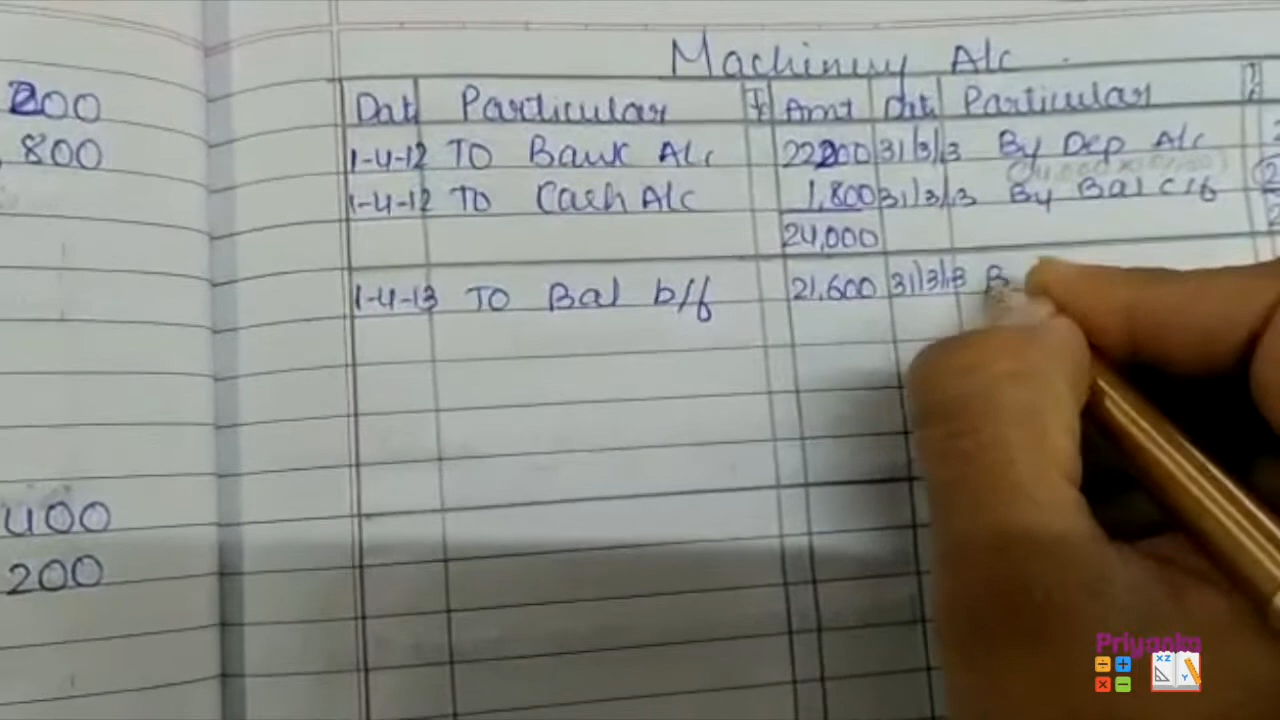 Machinery A/c
200
Date Particular J/F Amt Date Particular
800
1-4-12 TO Bank A/c 22200 31/3/13 By Dep A/c
1-4-12 TO Cash A/c 1,800 31/3/13 By Bal c/f
24,000
1-4-13 TO Bal b/f 21,600 31/3/13 B
400
200
Priyanka